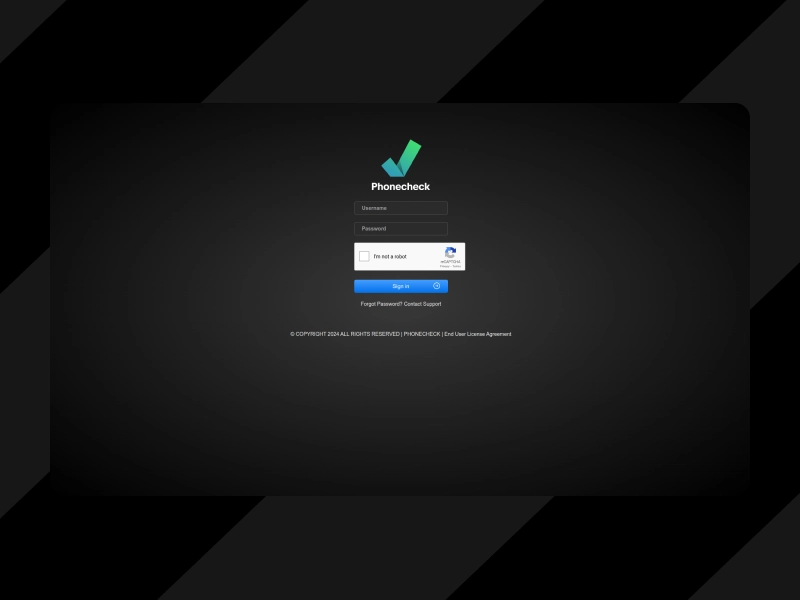 Phonecheck
Username
Password
I'm not a robot
reCAPTCHA
Privacy - Terms
Sign in
Forgot Password? Contact Support
© COPYRIGHT 2024 ALL RIGHTS RESERVED | PHONECHECK | End User License Agreement